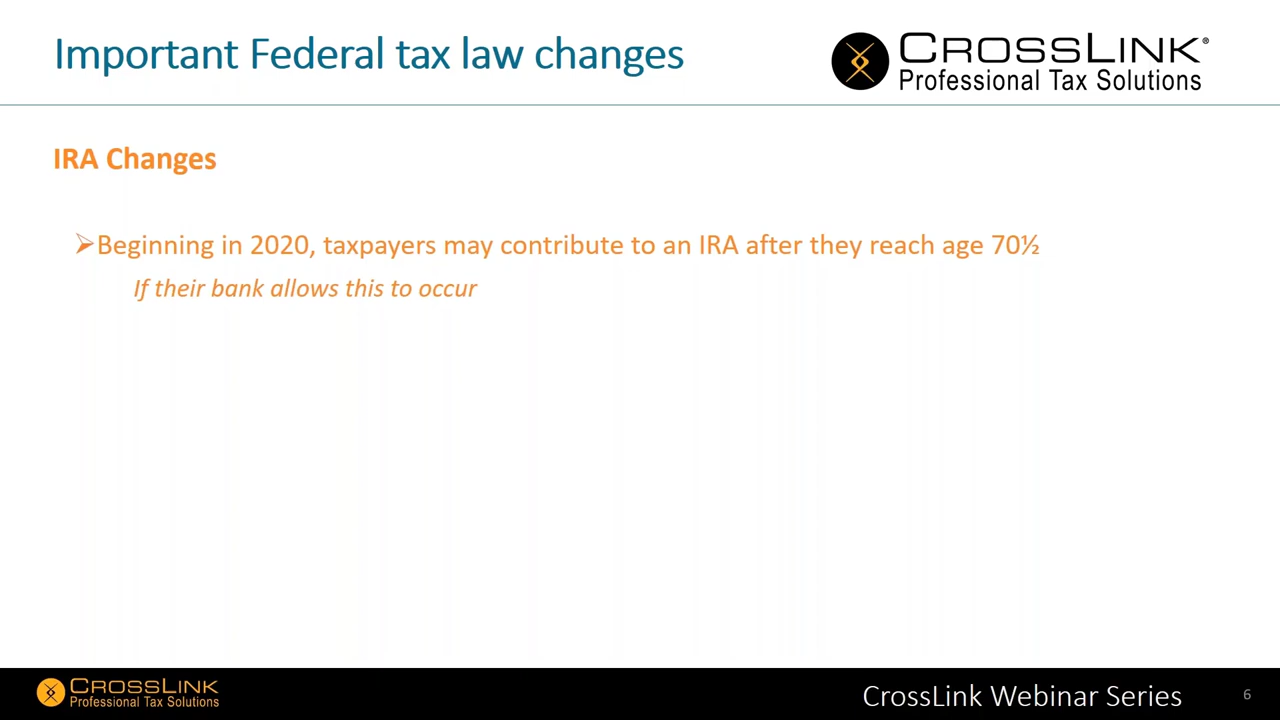 Important Federal tax law changes
CROSSLINK®
Professional Tax Solutions
IRA Changes
➢Beginning in 2020, taxpayers may contribute to an IRA after they reach age 70½
If their bank allows this to occur
CROSSLINK
Professional Tax Solutions
CrossLink Webinar Series
6